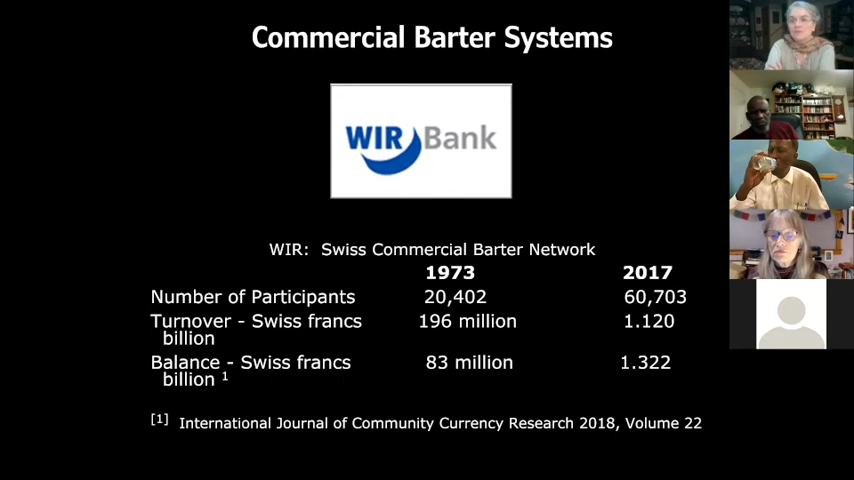 Commercial Barter Systems
WIR Bank
WIR: Swiss Commercial Barter Network
1973 2017
Number of Participants 20,402 60,703
Turnover - Swiss francs 196 million 1.120
billion
Balance - Swiss francs 83 million 1.322
billion 1
[1] International Journal of Community Currency Research 2018, Volume 22